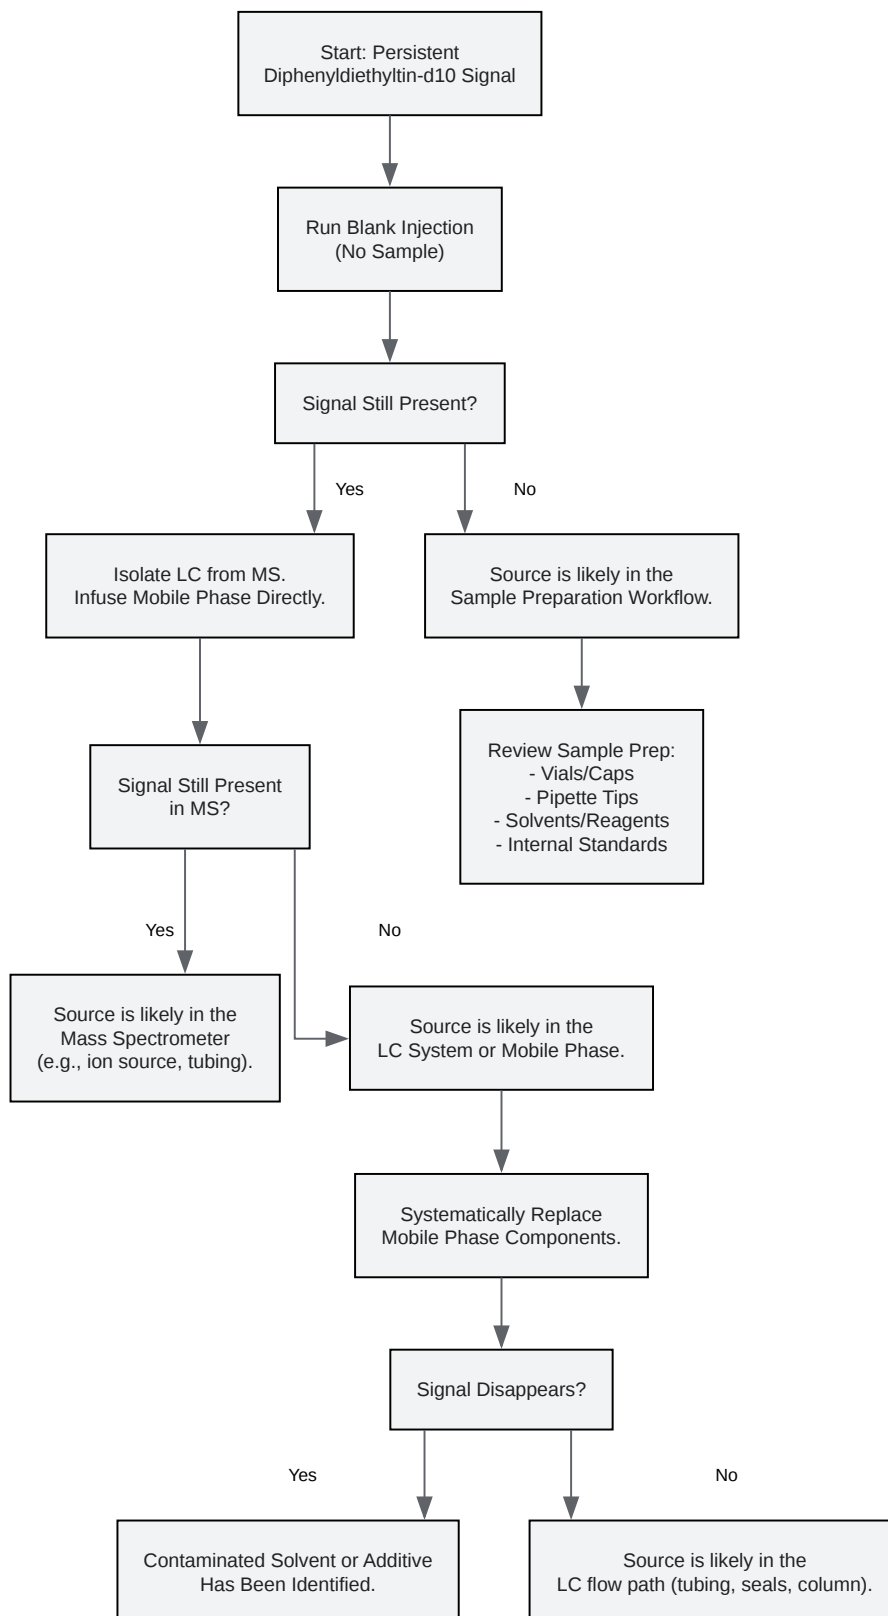 Start: Persistent
Diphenyldiethyltin-d10 Signal
Run Blank Injection
(No Sample)
Signal Still Present?
Yes
No
Isolate LC from MS.
Infuse Mobile Phase Directly.
Source is likely in the
Sample Preparation Workflow.
Signal Still Present
in MS?
Review Sample Prep:
- Vials/Caps
- Pipette Tips
- Solvents/Reagents
- Internal Standards
Yes
No
Source is likely in the
Mass Spectrometer
(e.g., ion source, tubing).
Source is likely in the
LC System or Mobile Phase.
Systematically Replace
Mobile Phase Components.
Signal Disappears?
Yes
No
Contaminated Solvent or Additive
Has Been Identified.
Source is likely in the
LC flow path (tubing, seals, column).